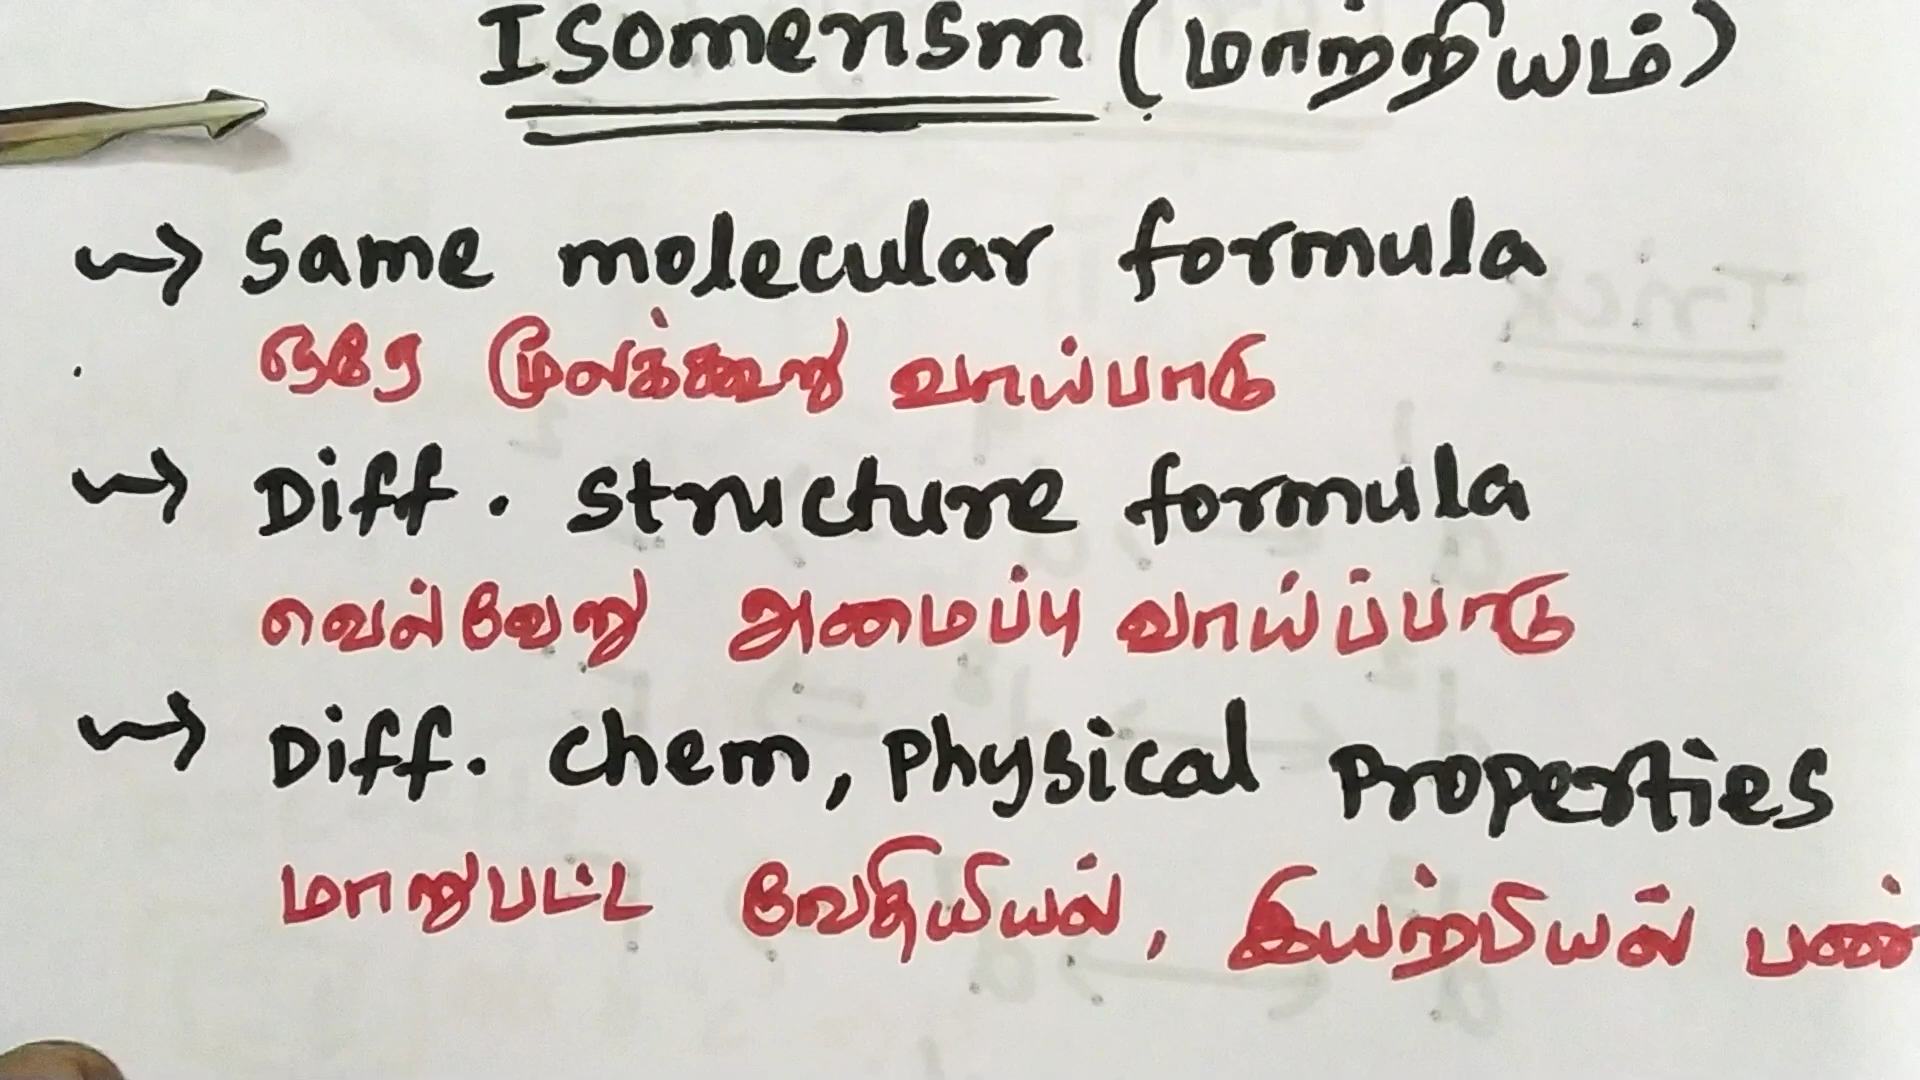 Isomerism (மாற்றியம்)
Same molecular formula
ஒரே மூலக்கூறு வாய்பாடு
Diff. structure formula
வெவ்வேறு அமைப்பு வாய்ப்பாடு
Diff. chem, physical properties
மாறுபட்ட வேதியியல், இயற்பியல் பண்